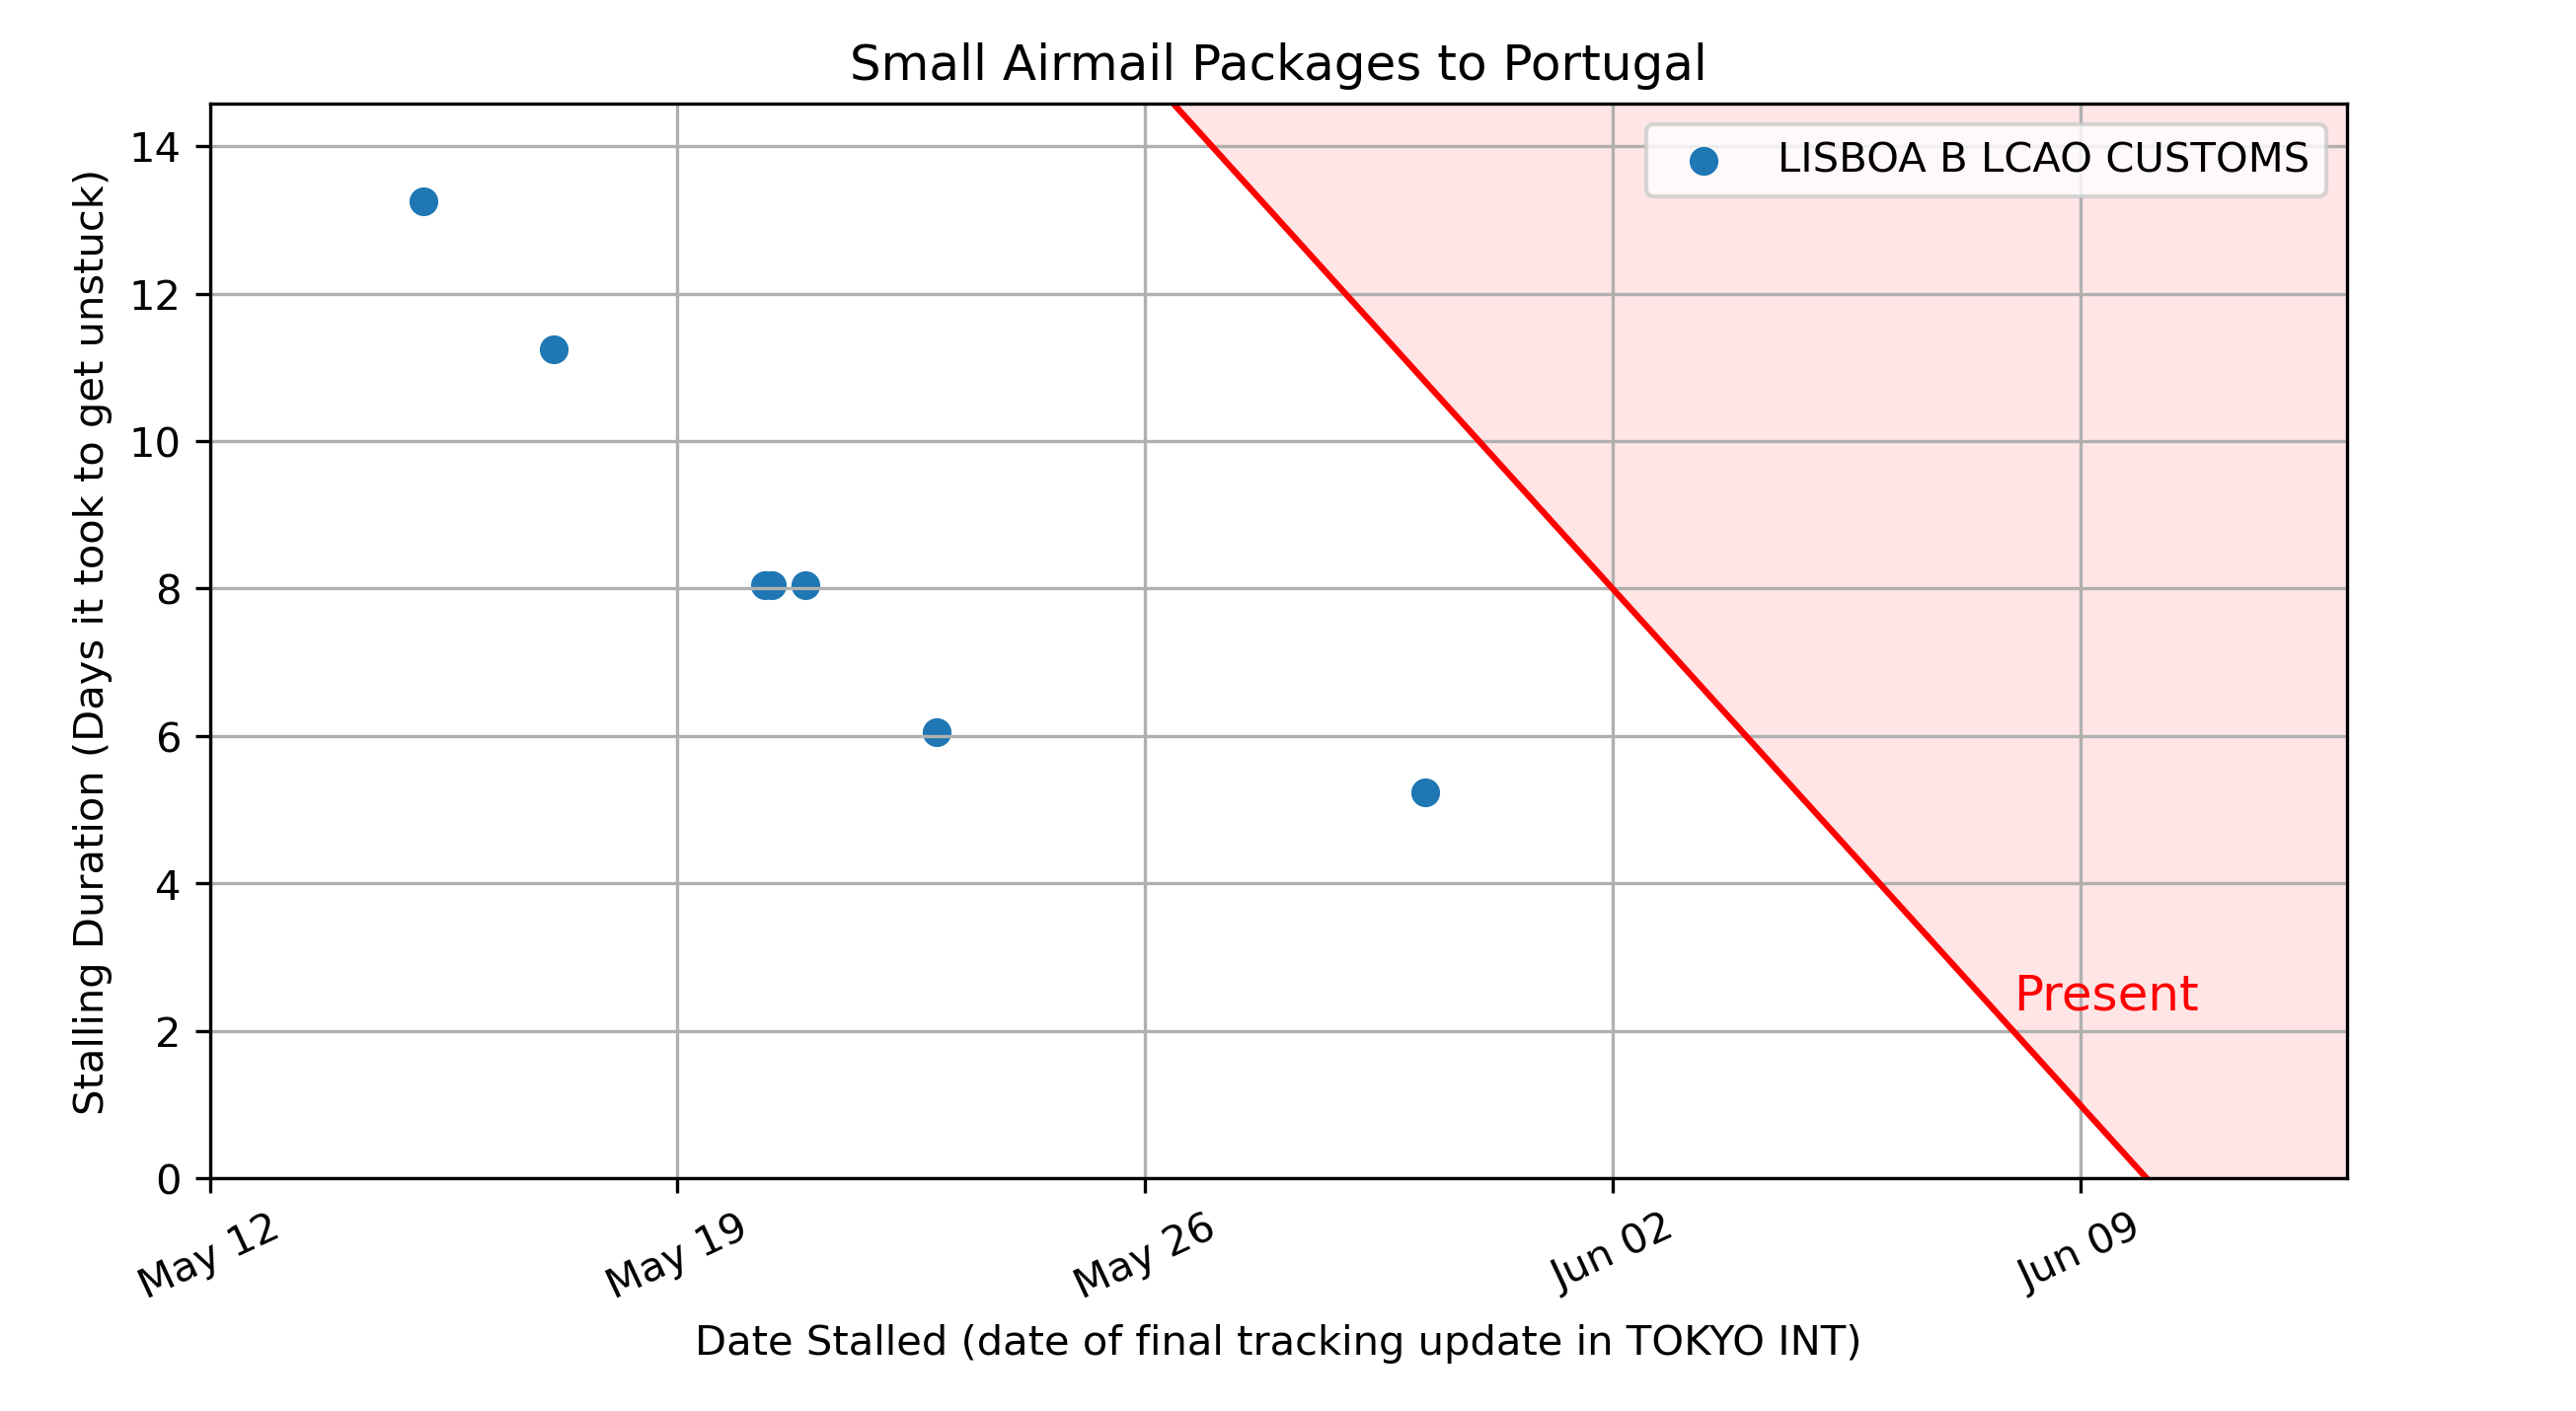 Small Airmail Packages to Portugal
LISBOA B LCAO CUSTOMS
Stalling Duration (Days it took to get unstuck)
14
12
10
8
6
4
2
0
Present
May 12
May 19
May 26
Jun 02
Jun 09
Date Stalled (date of final tracking update in TOKYO INT)